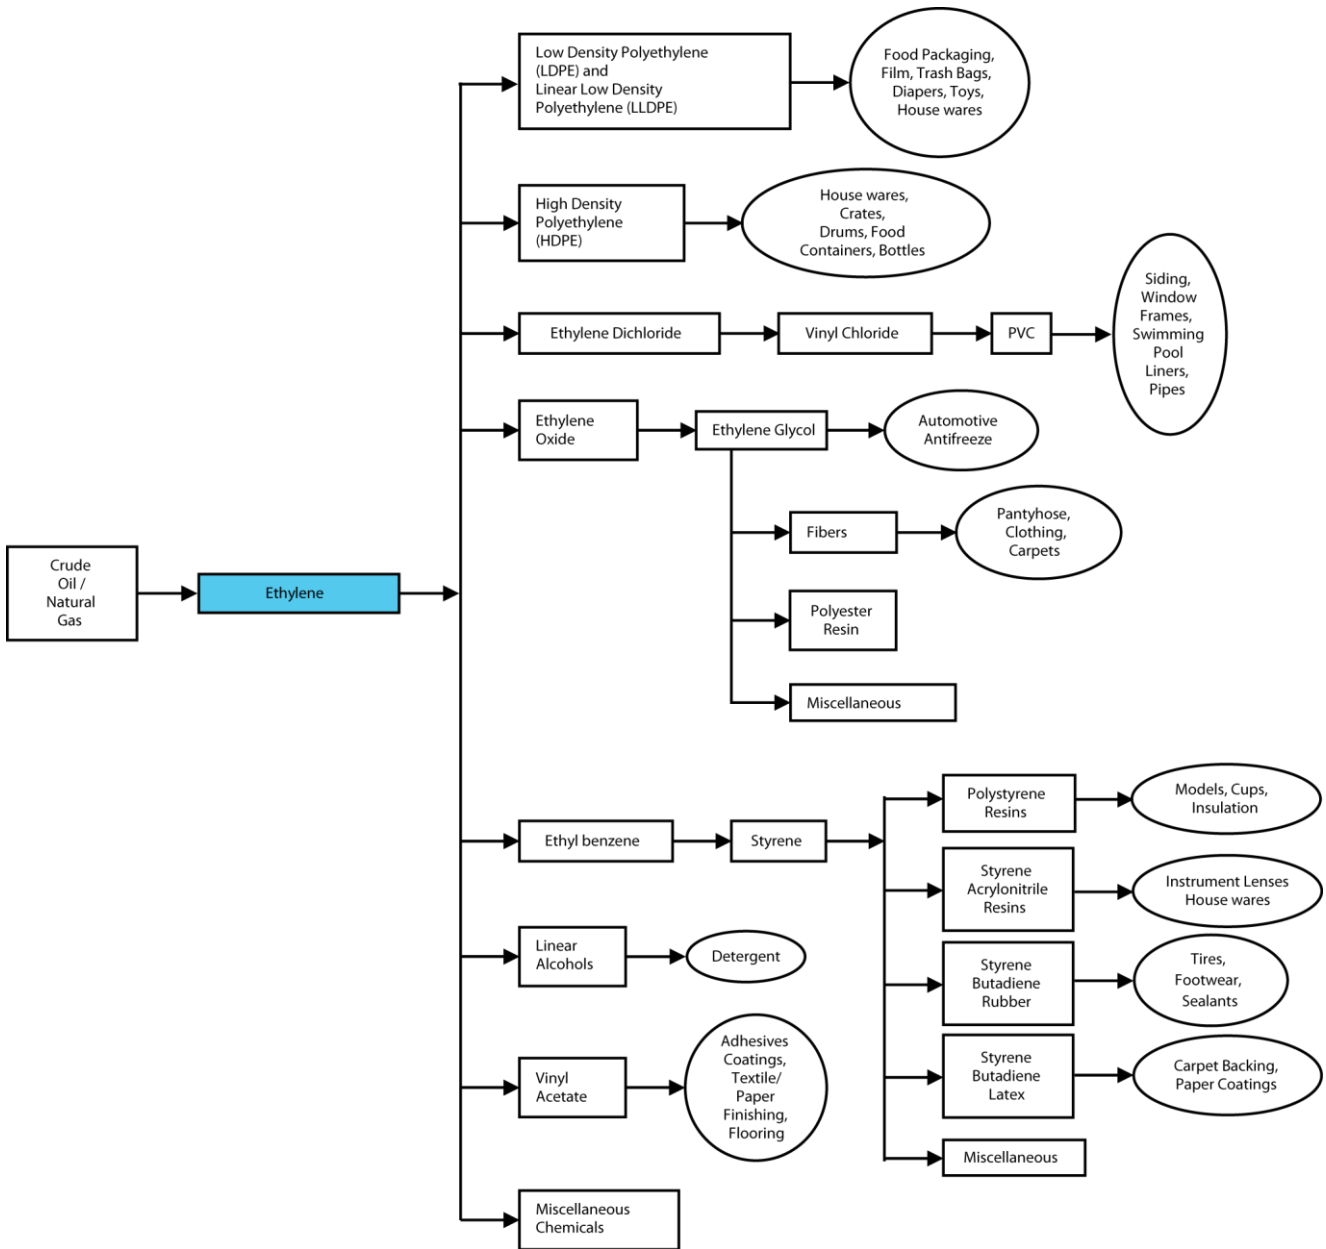 Low Density Polyethylene
(LDPE) and
Linear Low Density
Polyethylene (LLDPE)
Food Packaging,
Film, Trash Bags,
Diapers, Toys,
House wares
High Density
Polyethylene
(HDPE)
House wares,
Crates,
Drums, Food
Containers, Bottles
Ethylene Dichloride
Vinyl Chloride
PVC
Siding,
Window
Frames,
Swimming
Pool
Liners,
Pipes
Ethylene
Oxide
Ethylene Glycol
Automotive
Antifreeze
Fibers
Pantyhose,
Clothing,
Carpets
Polyester
Resin
Miscellaneous
Crude
Oil /
Natural
Gas
Ethylene
Ethyl benzene
Styrene
Polystyrene
Resins
Models, Cups,
Insulation
Styrene
Acrylonitrile
Resins
Instrument Lenses
House wares
Styrene
Butadiene
Rubber
Tires,
Footwear,
Sealants
Styrene
Butadiene
Latex
Carpet Backing,
Paper Coatings
Miscellaneous
Linear
Alcohols
Detergent
Vinyl
Acetate
Adhesives
Coatings,
Textile/
Paper
Finishing,
Flooring
Miscellaneous
Chemicals